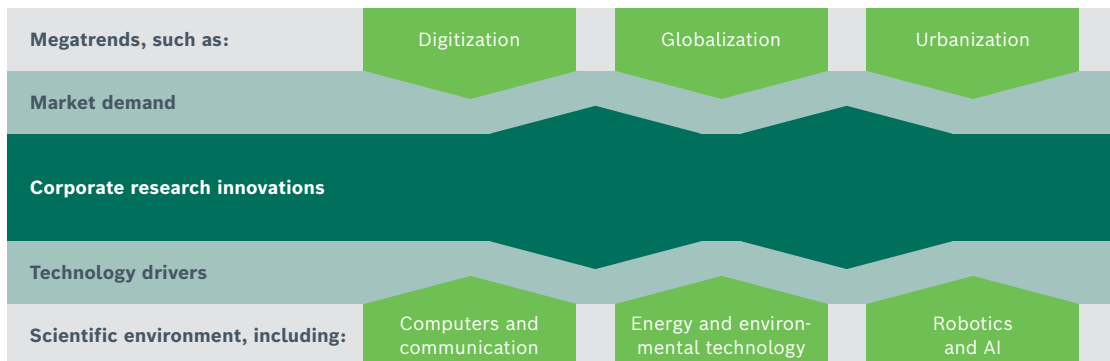 Megatrends, such as:
Digitization
Globalization
Urbanization
Market demand
Corporate research innovations
Technology drivers
Scientific environment, including:
Computers and
communication
Energy and environ-
mental technology
Robotics
and AI